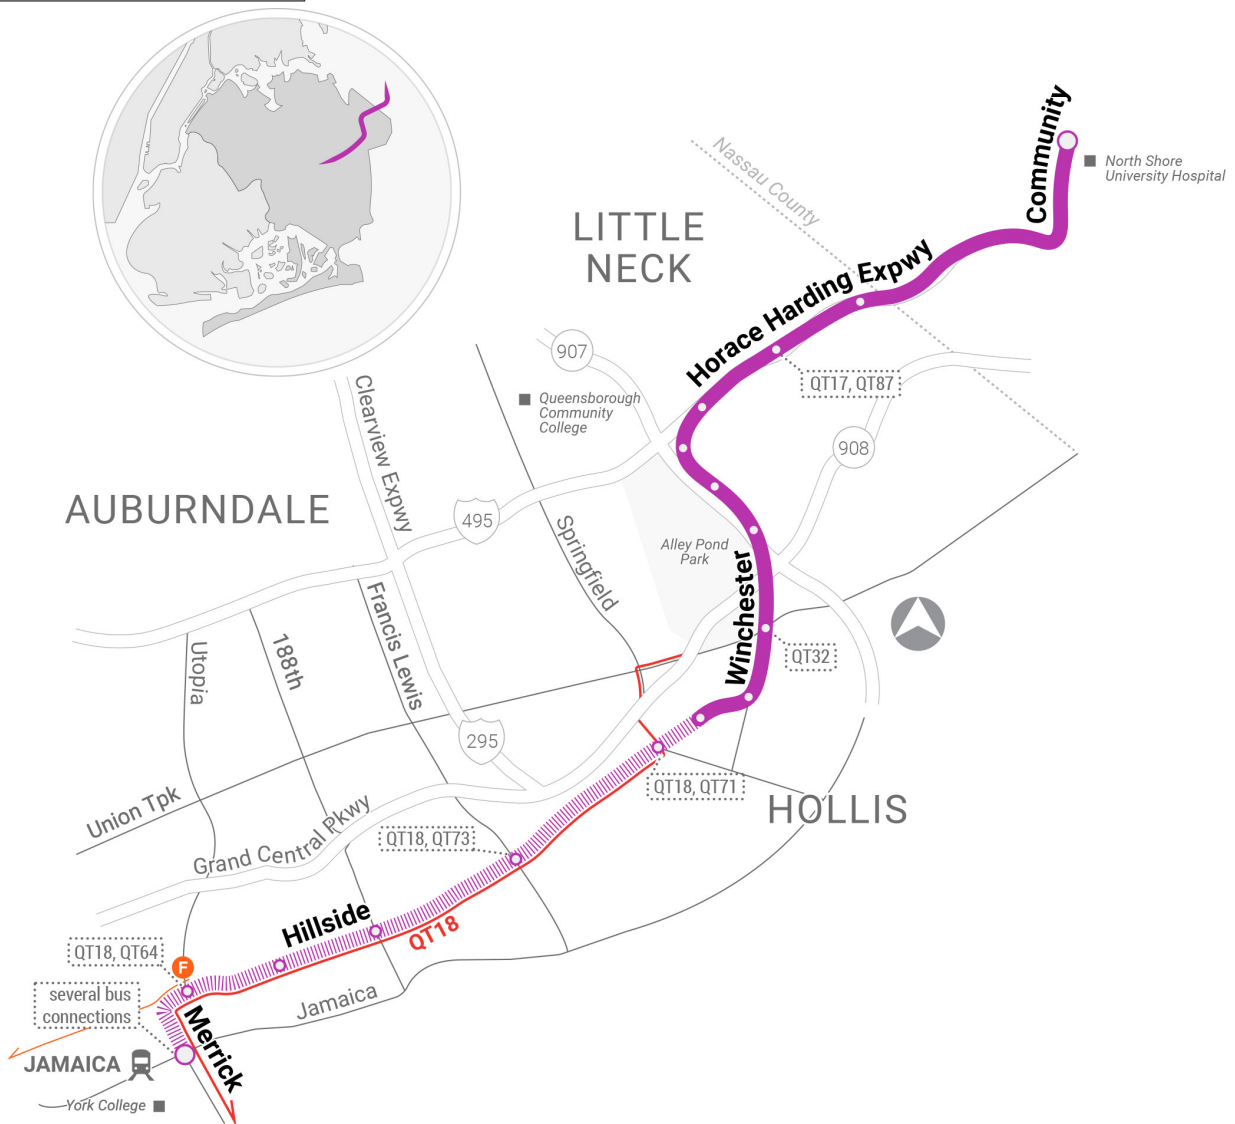 Community
North Shore
University Hospital
Nassau County
LITTLE
NECK
Horace Harding Expwy
907
QT17, QT87
Clearview Expwy
Queensborough
Community
College
908
AUBURNDALE
495
Springfield
Alley Pond
Park
Winchester
Francis Lewis
Utopia
188th
QT32
295
QT18, QT71
HOLLIS
Union Tpk
Grand Central Pkwy
QT18, QT73
Hillside
QT18
QT18, QT64
F
several bus
connections
Jamaica
Merrick
JAMAICA
York College